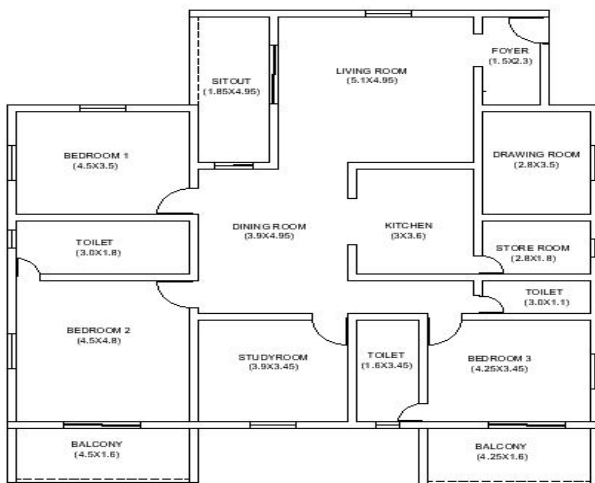 FOYER
(1.5X2.3)
LIVING ROOM
(5.1X4.95)
SITOUT
(1.85X4.95)
BEDROOM 1
(4.5X3.5)
DRAWING ROOM
(2.8X3.5)
DINING ROOM
(3.9X4.95)
KITCHEN
(3X3.6)
TOILET
(3.0X1.8)
STORE ROOM
(2.8X1.8)
TOILET
(3.0X1.1)
BEDROOM 2
(4.5X4.8)
STUDYROOM
(3.9X3.45)
TOILET
(1.6X3.45)
BEDROOM 3
(4.25X3.45)
BALCONY
(4.5X1.6)
BALCONY
(4.25X1.6)